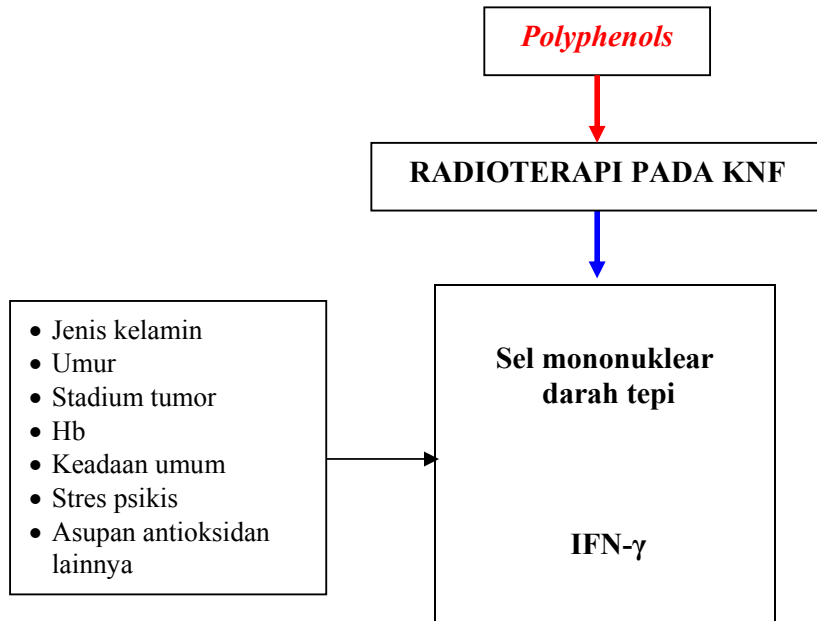 Polyphenols
RADIOTERAPI PADA KNF
• Jenis kelamin
• Umur
• Stadium tumor
• Hb
• Keadaan umum
• Stres psikis
• Asupan antioksidan
lainnya
Sel mononuklear
darah tepi
IFN-γ